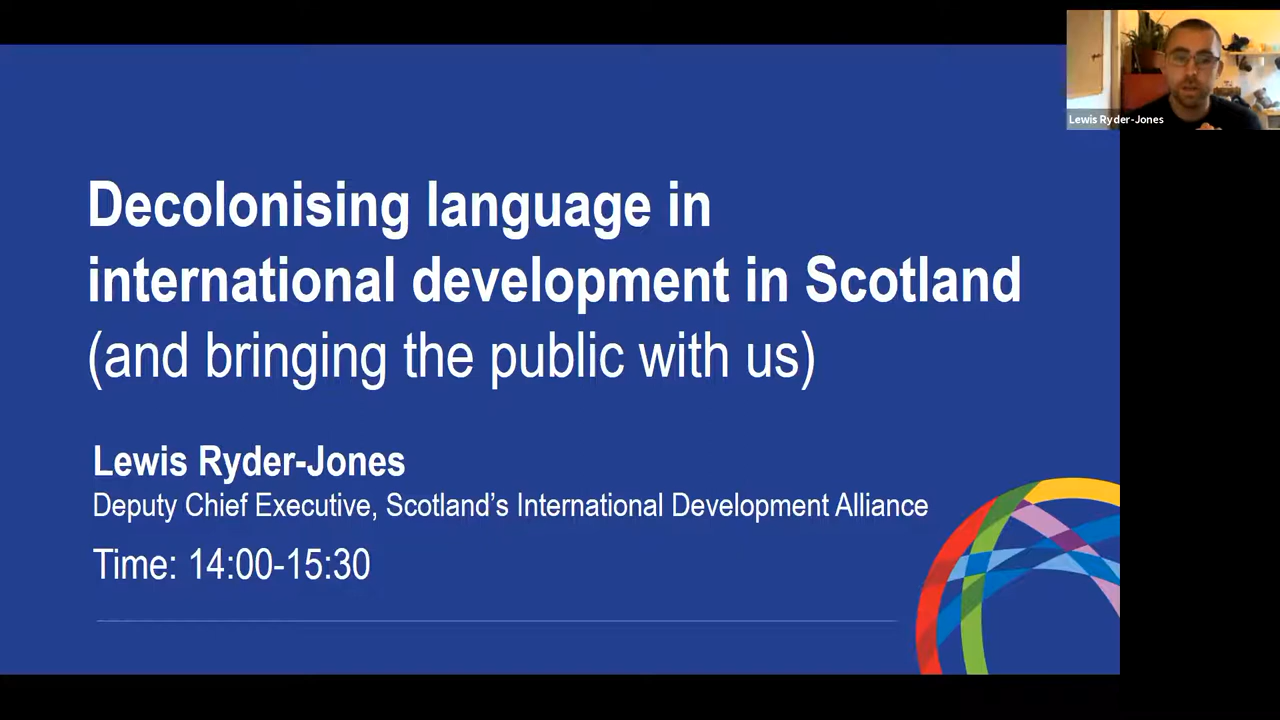 Decolonising language in
international development in Scotland
(and bringing the public with us)
Lewis Ryder-Jones
Deputy Chief Executive, Scotland's International Development Alliance
Time: 14:00-15:30
Lewis Ryder-Jones